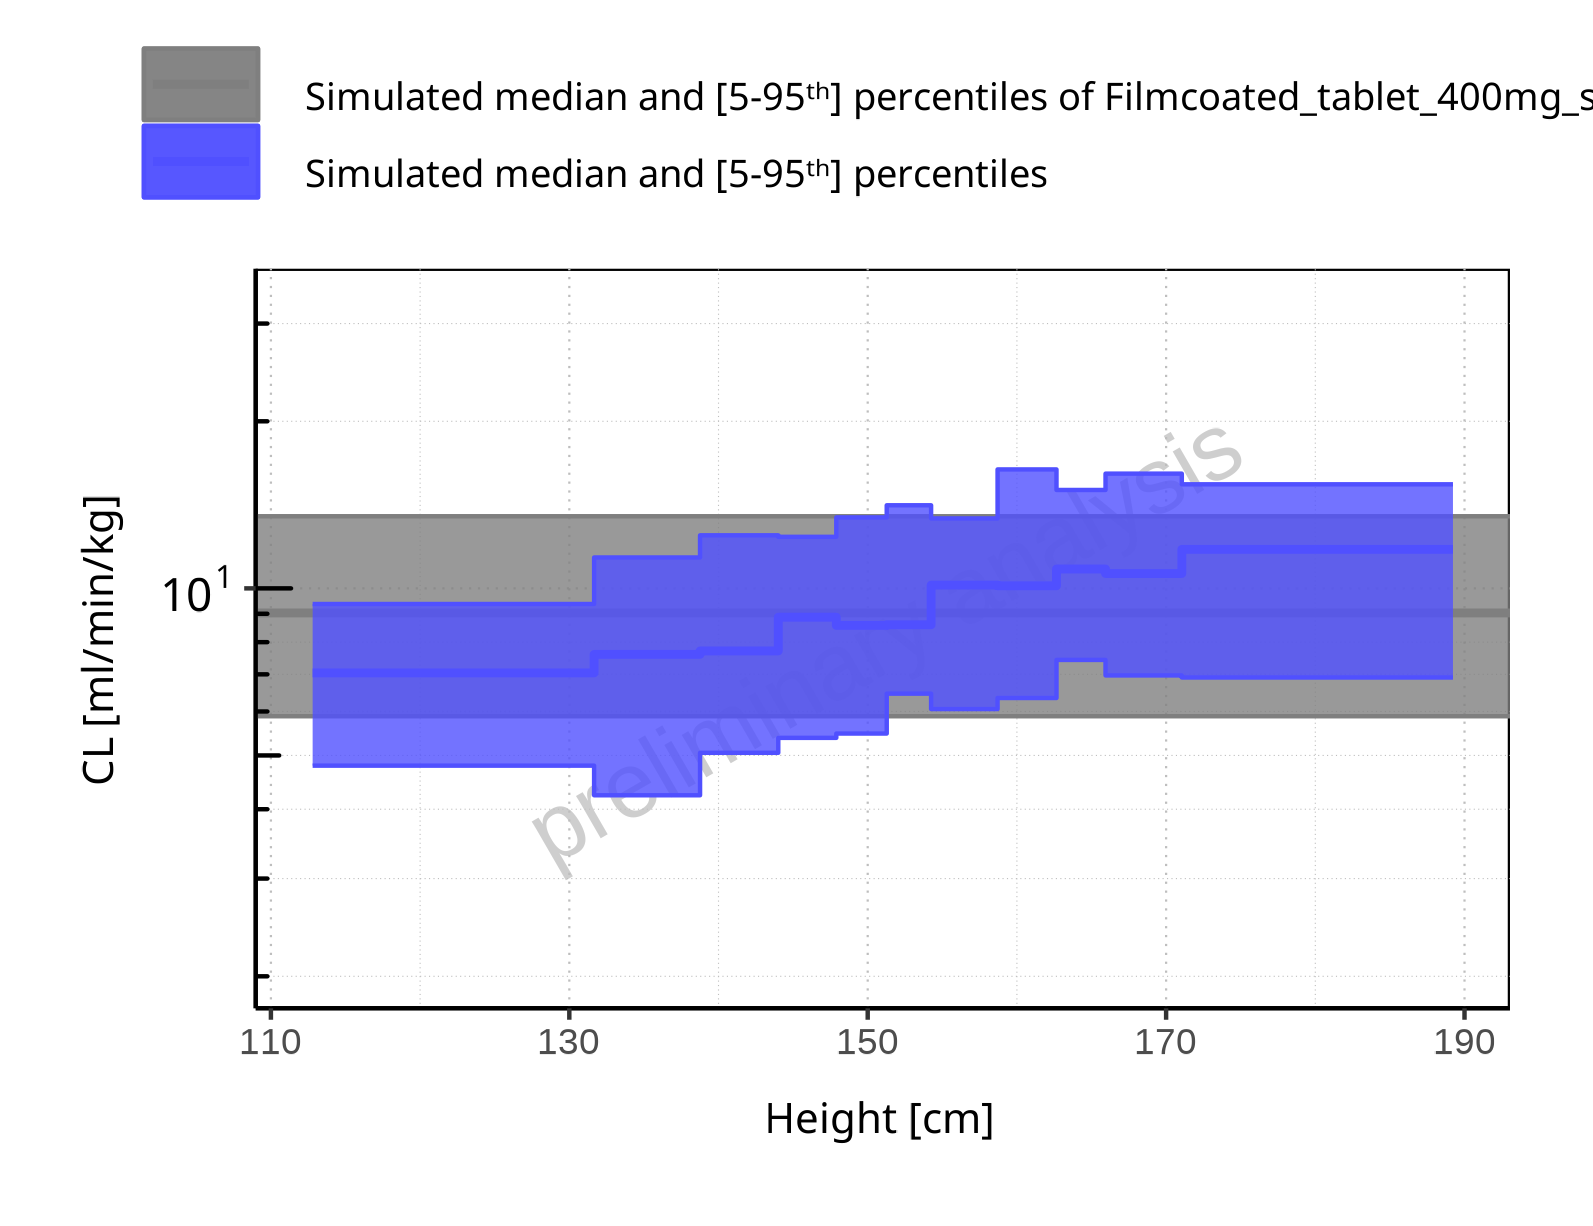 Simulated median and [5-95ᵗʰ] percentiles of Filmcoated_tablet_400mg_s
Simulated median and [5-95ᵗʰ] percentiles
CL [ml/min/kg]
10¹
preliminary analysis
110 130 150 170 190
Height [cm]